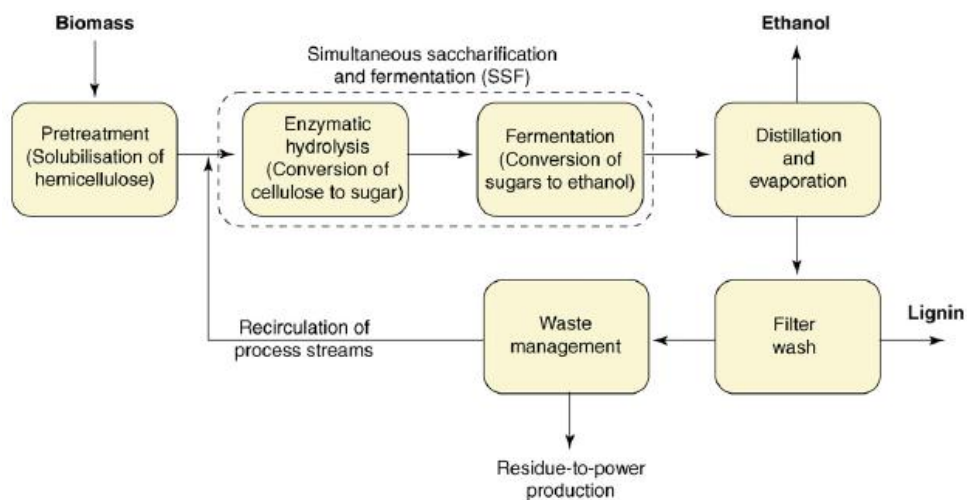 Biomass
Ethanol
Simultaneous saccharification
and fermentation (SSF)
Pretreatment
(Solubilisation of
hemicellulose)
Enzymatic
hydrolysis
(Conversion of
cellulose to sugar)
Fermentation
(Conversion of
sugars to ethanol)
Distillation
and
evaporation
Recirculation of
process streams
Waste
management
Filter
wash
Lignin
Residue-to-power
production